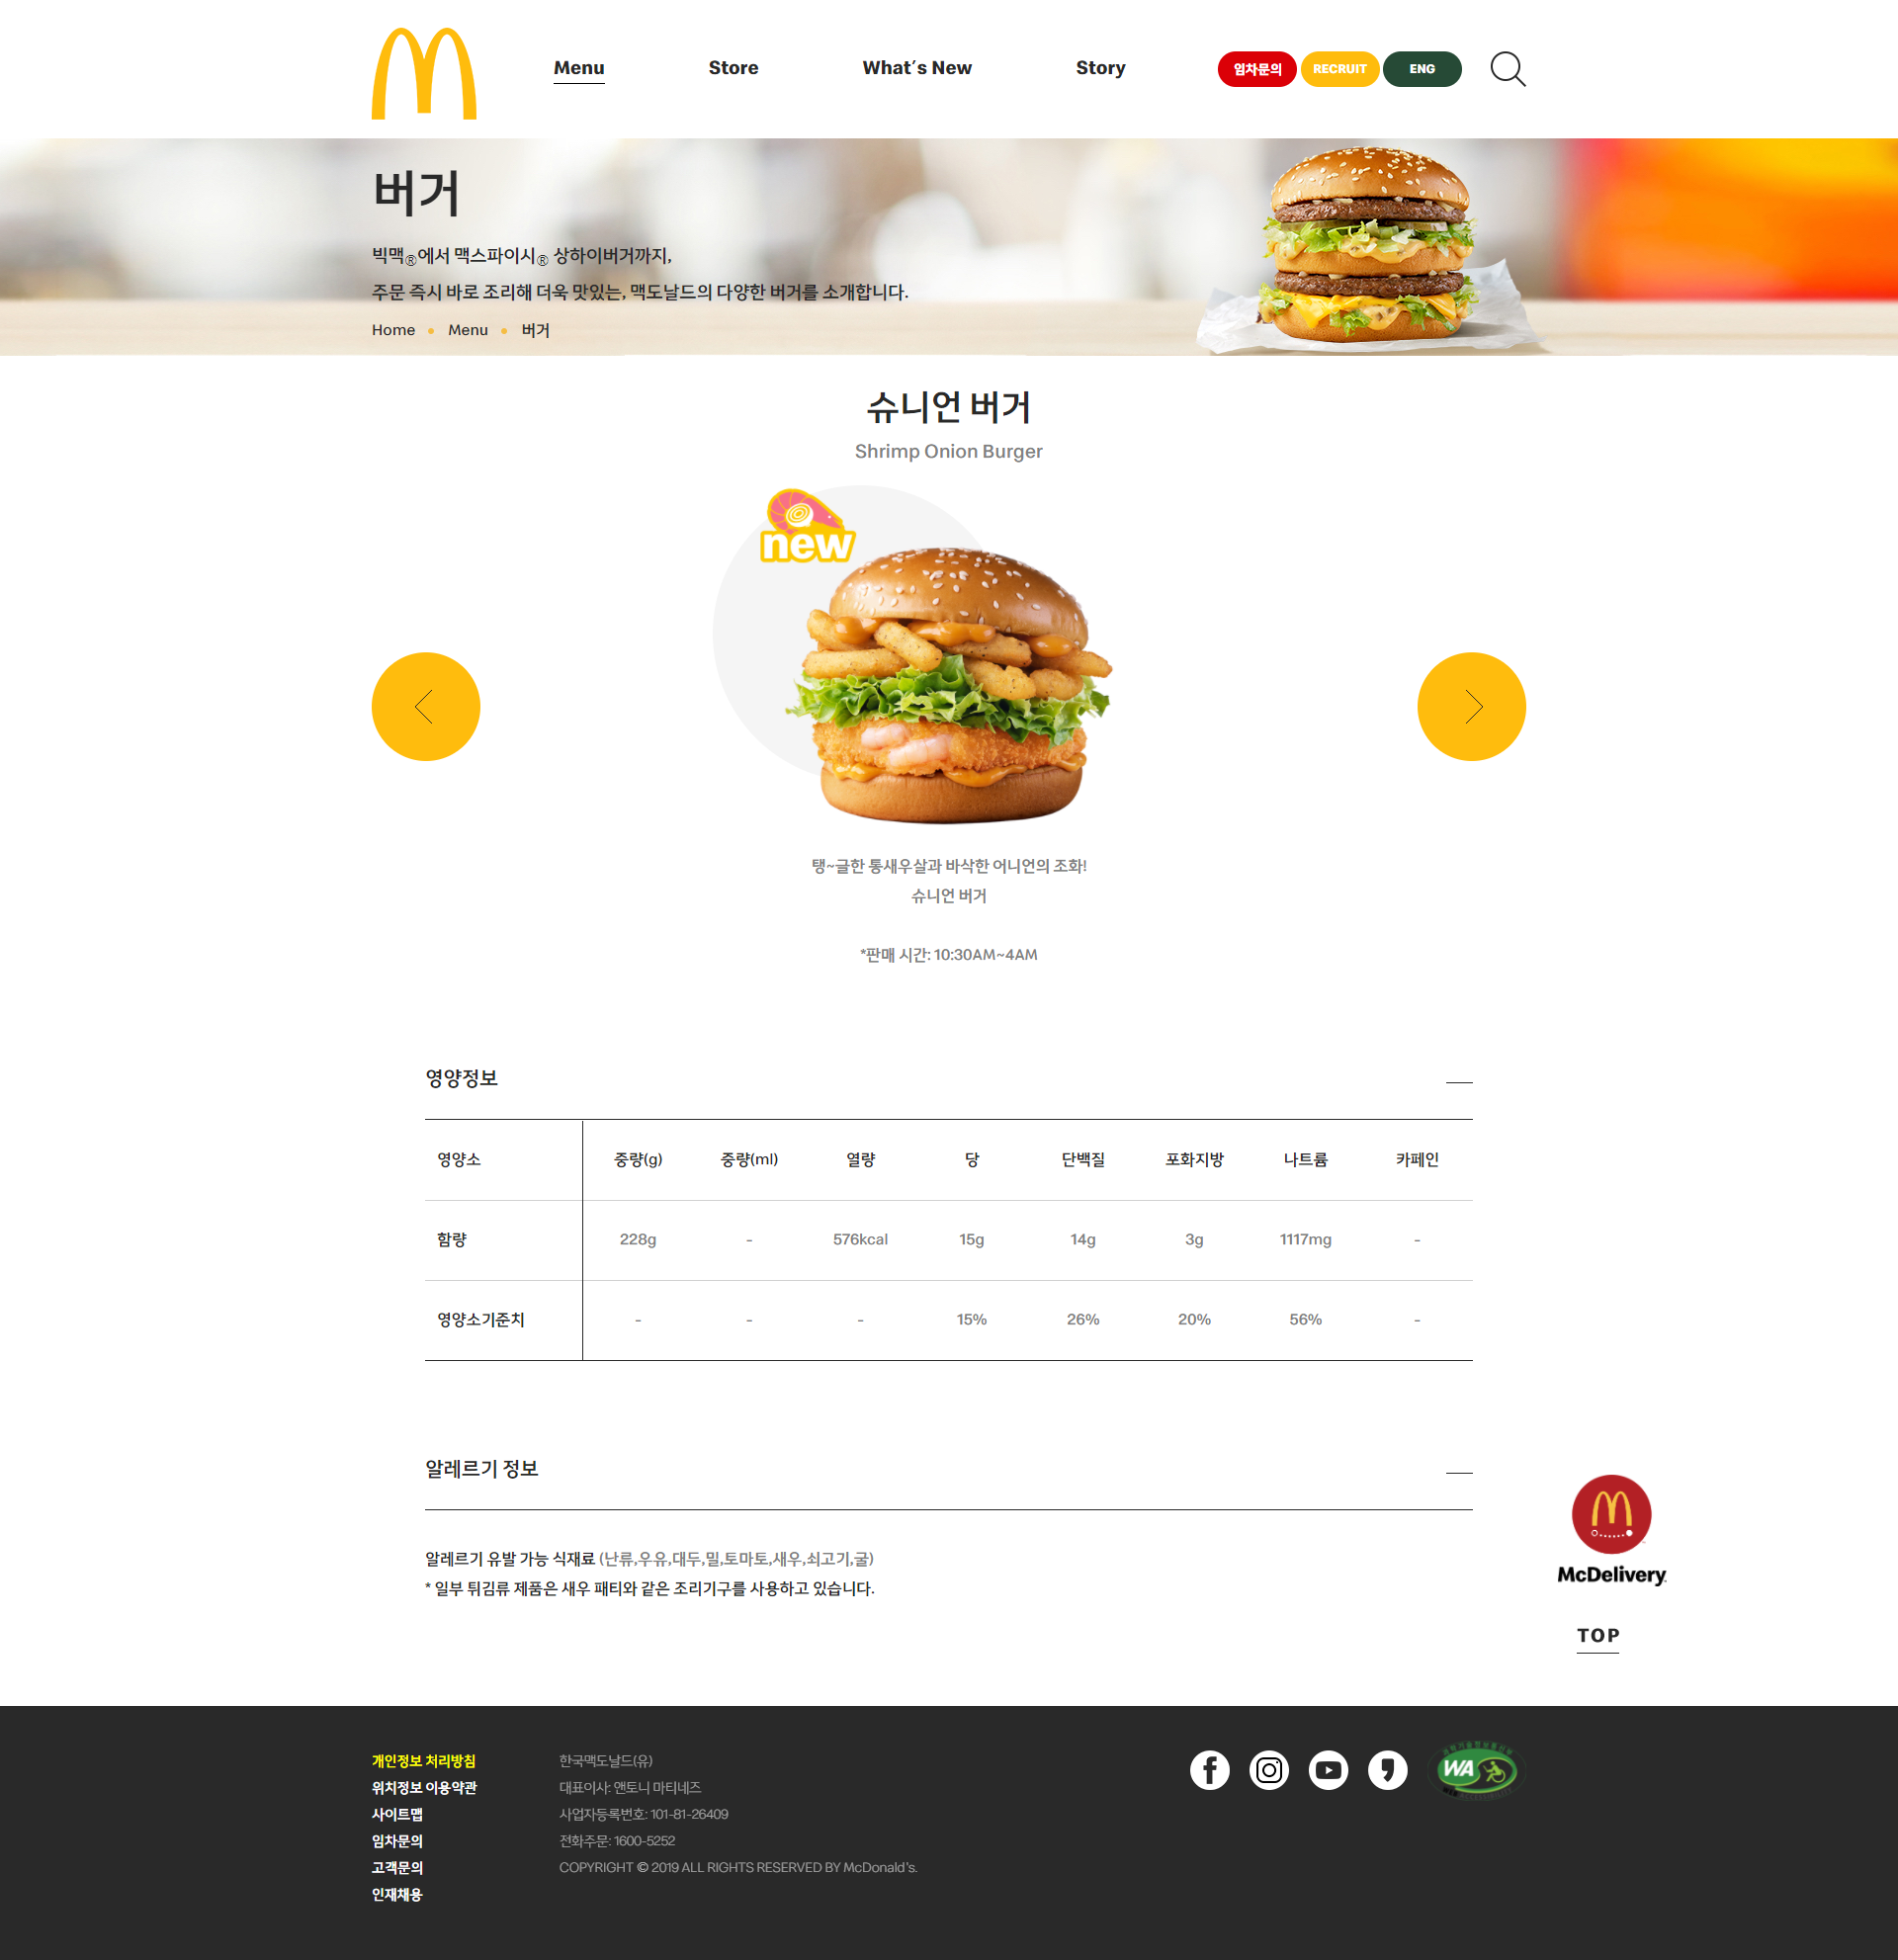 Menu
Store
What's New
Story
임차문의
RECRUIT
ENG
버거
빅맥®에서 맥스파이시® 상하이버거까지,
주문 즉시 바로 조리해 더욱 맛있는, 맥도날드의 다양한 버거를 소개합니다.
Home Menu 버거
슈니언 버거
Shrimp Onion Burger
new
탱~글한 통새우살과 바삭한 어니언의 조화!
슈니언 버거
*판매 시간: 10:30AM~4AM
영양정보
영양소 중량(g) 중량(ml) 열량 당 단백질 포화지방 나트륨 카페인
함량 228g - 576kcal 15g 14g 3g 1117mg -
영양소기준치 - - - 15% 26% 20% 56% -
알레르기 정보
알레르기 유발 가능 식재료 (난류,우유,대두,밀,토마토,새우,쇠고기,굴)
* 일부 튀김류 제품은 새우 패티와 같은 조리기구를 사용하고 있습니다.
McDelivery
TOP
개인정보 처리방침
위치정보 이용약관
사이트맵
임차문의
고객문의
인재채용
한국맥도날드(유)
대표이사: 앤토니 마티네즈
사업자등록번호: 101-81-26409
전화주문: 1600-5252
COPYRIGHT © 2019 ALL RIGHTS RESERVED BY McDonald's.
WA